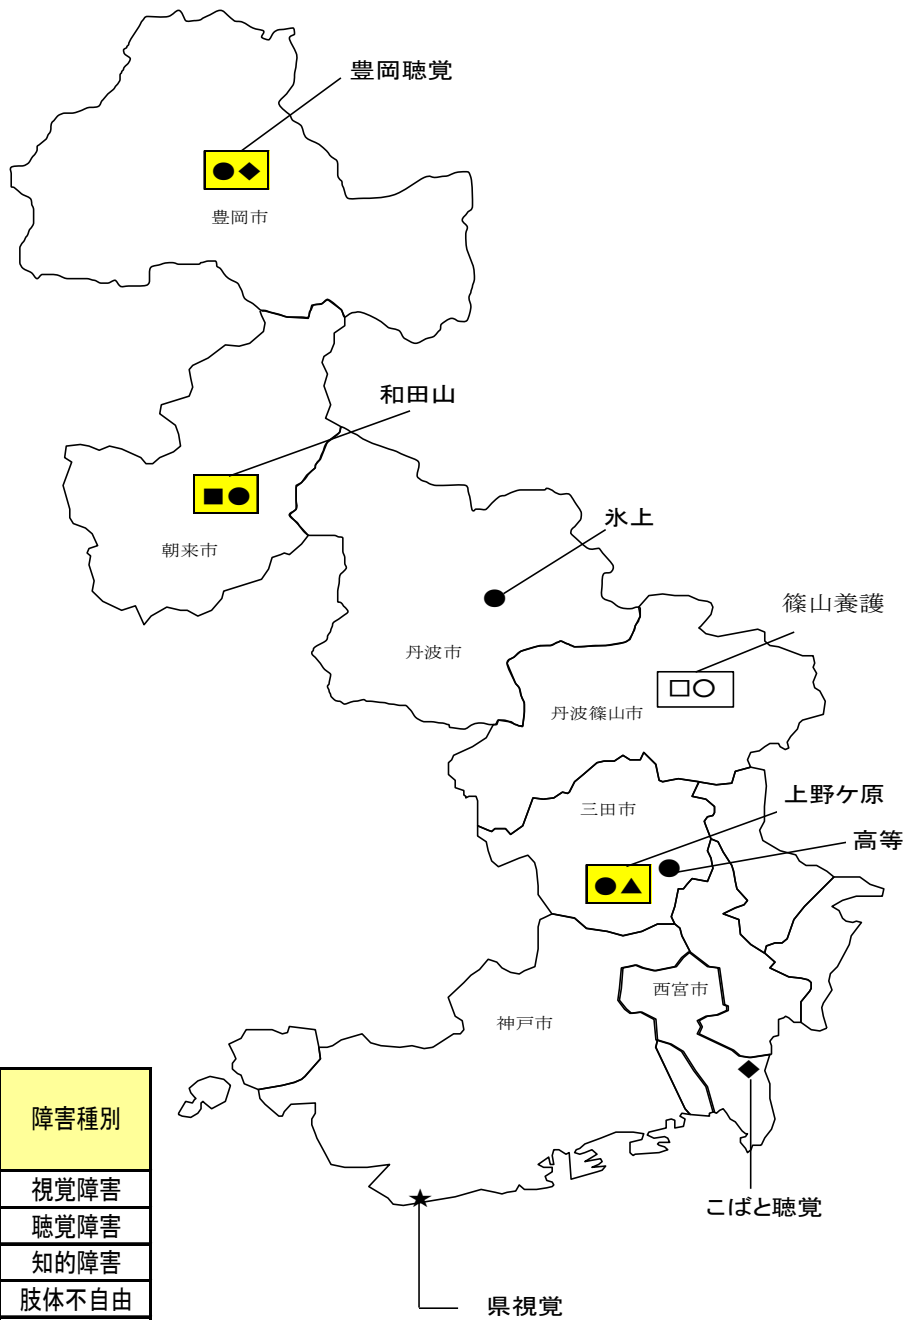 豊岡聴覚
豊岡市
和田山
朝来市
氷上
丹波市
篠山養護
丹波篠山市
上野ケ原
三田市
高等
西宮市
神戸市
こばと聴覚
県視覚
障害種別
視覚障害
聴覚障害
知的障害
肢体不自由